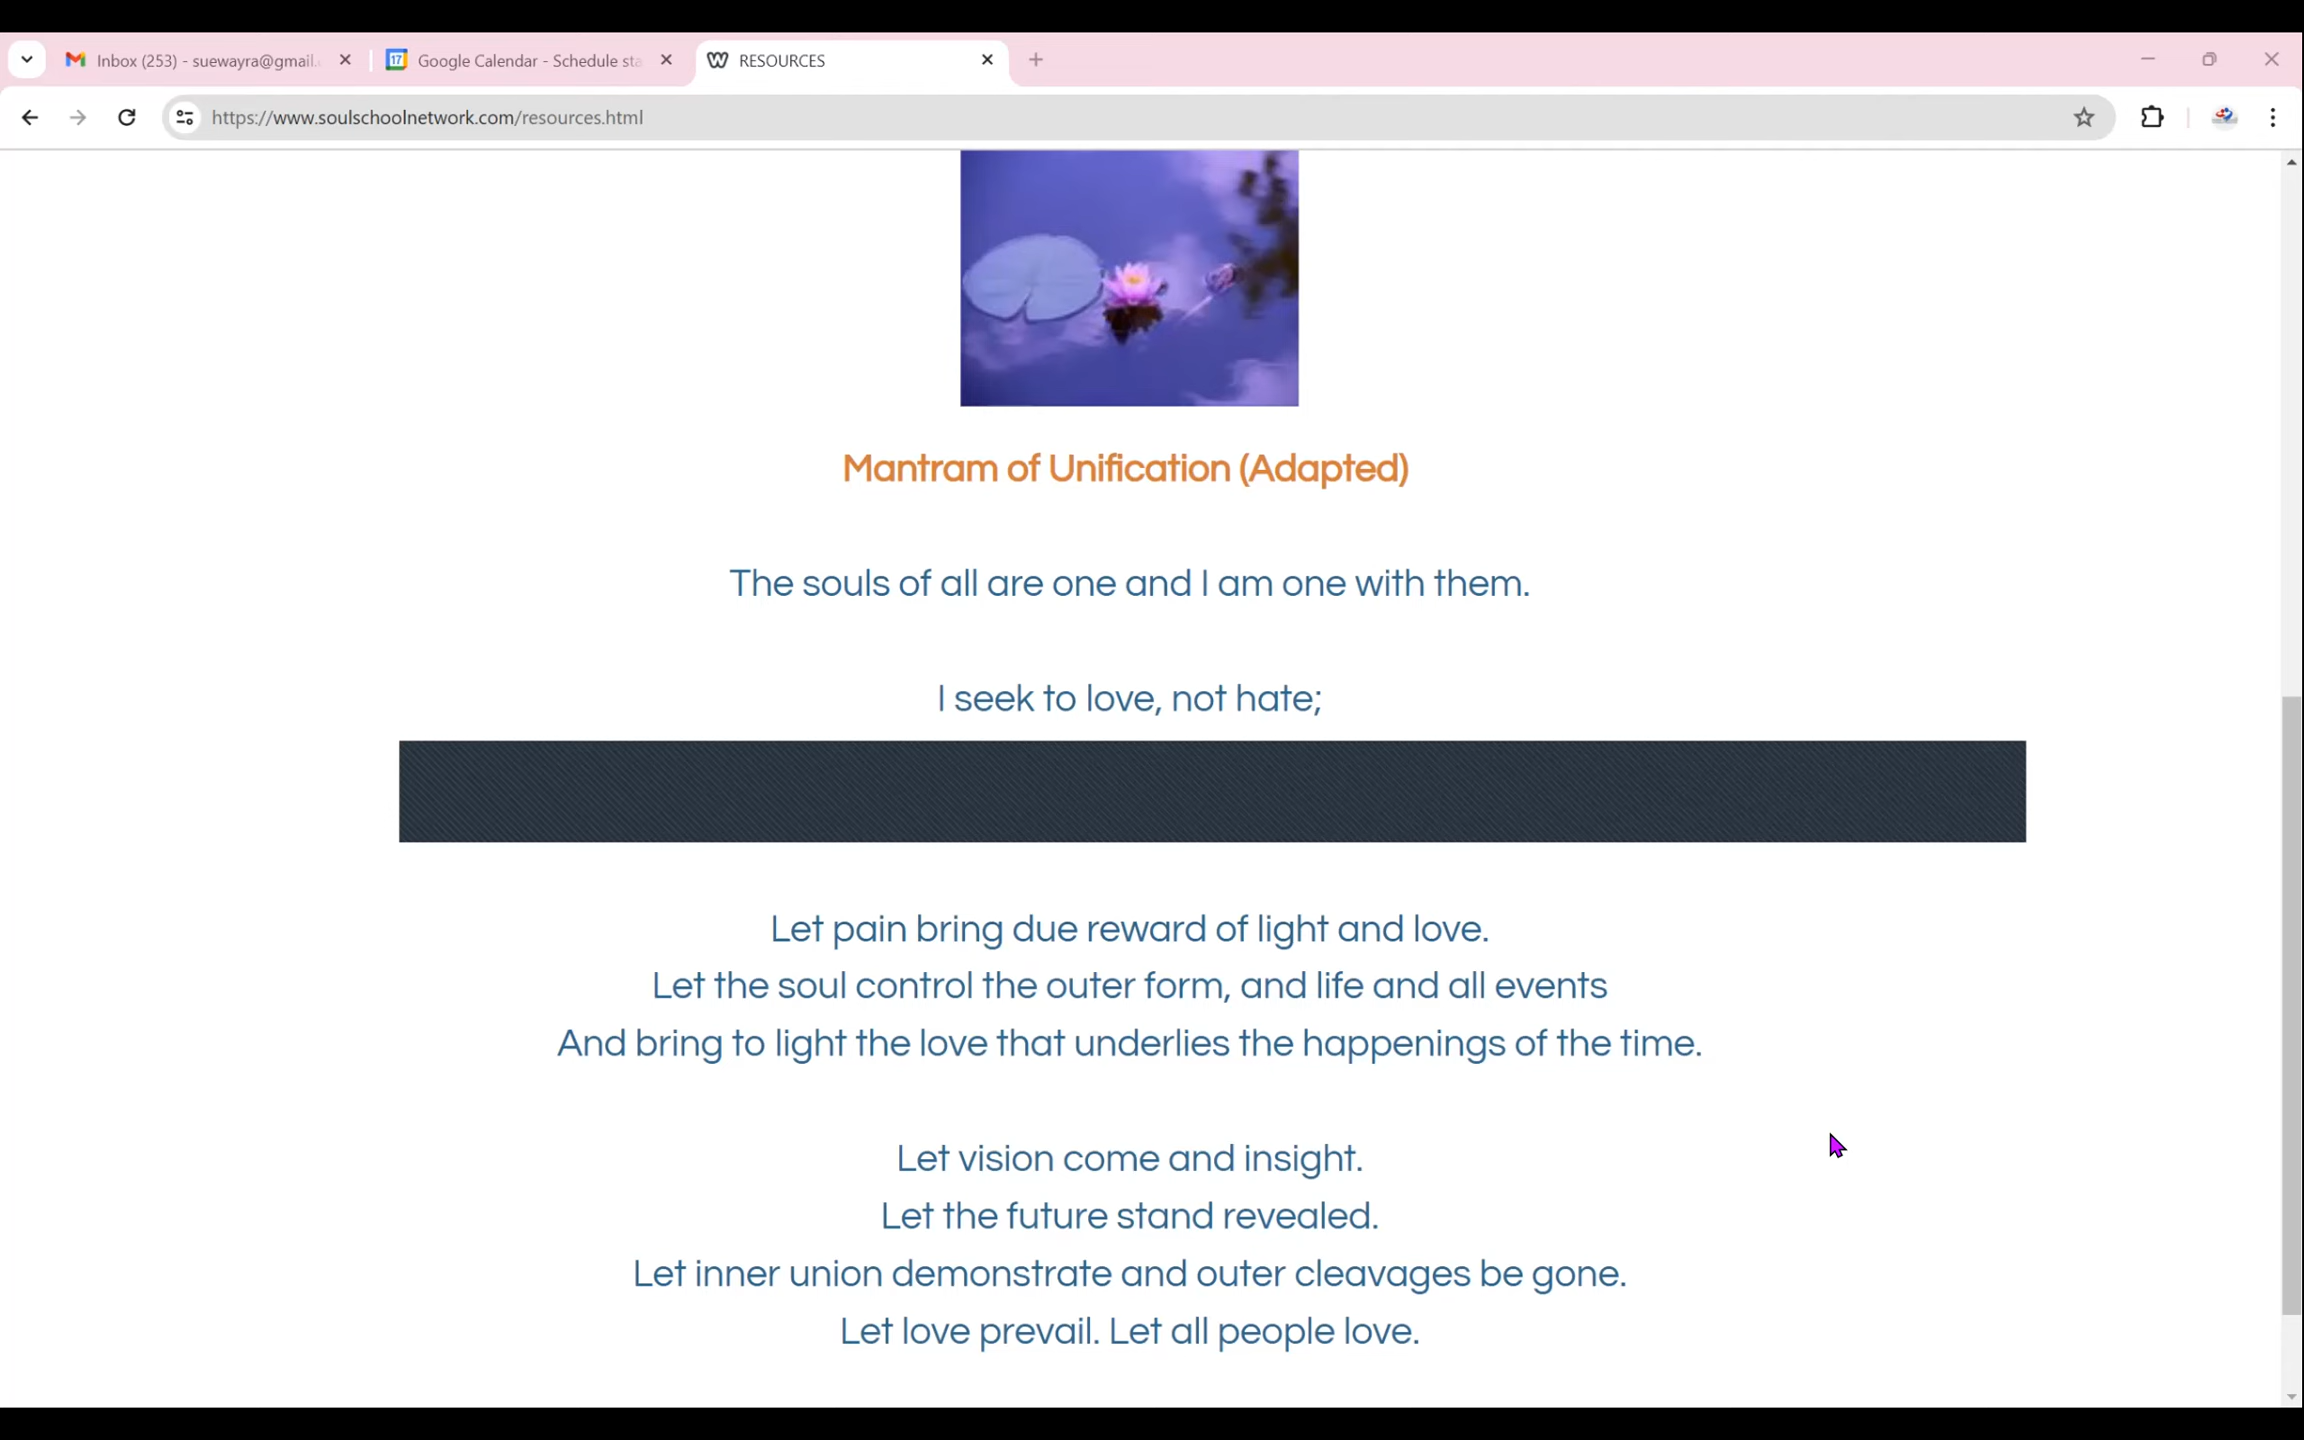 Inbox (253) - suewayra@gmail.
Google Calendar - Schedule sta
RESOURCES
https://www.soulschoolnetwork.com/resources.html
Mantram of Unification (Adapted)
The souls of all are one and I am one with them.
I seek to love, not hate;
Let pain bring due reward of light and love.
Let the soul control the outer form, and life and all events
And bring to light the love that underlies the happenings of the time.
Let vision come and insight.
Let the future stand revealed.
Let inner union demonstrate and outer cleavages be gone.
Let love prevail. Let all people love.